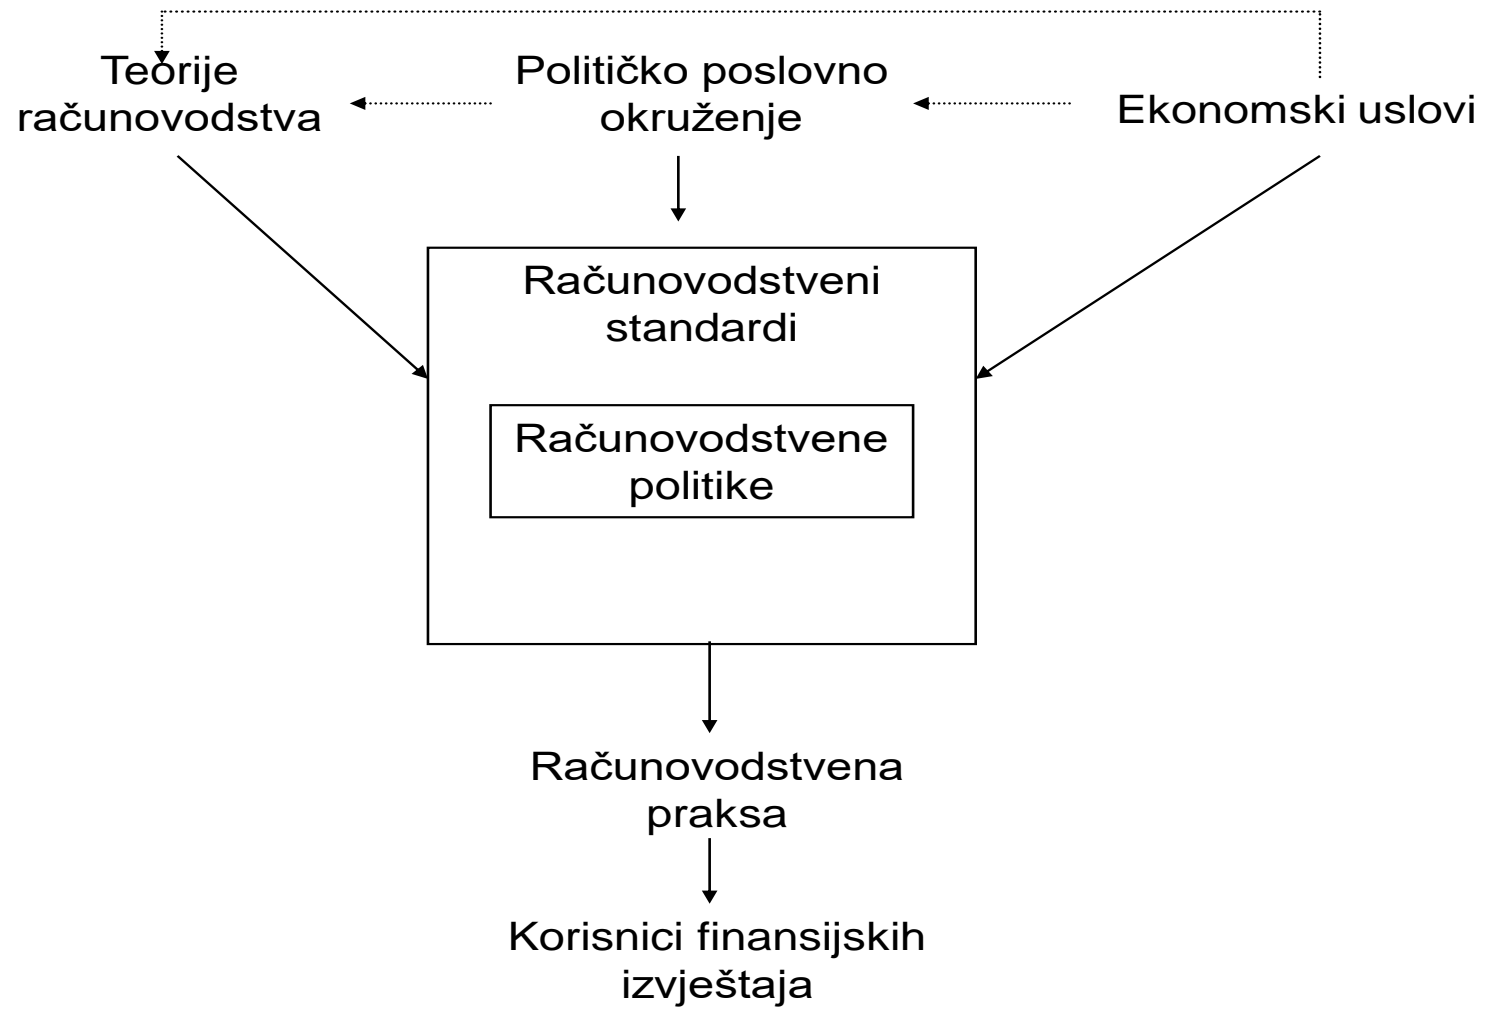 Teorije
računovodstva
Političko poslovno
okruženje
Ekonomski uslovi
Računovodstveni
standardi
Računovodstvene
politike
Računovodstvena
praksa
Korisnici finansijskih
izvještaja